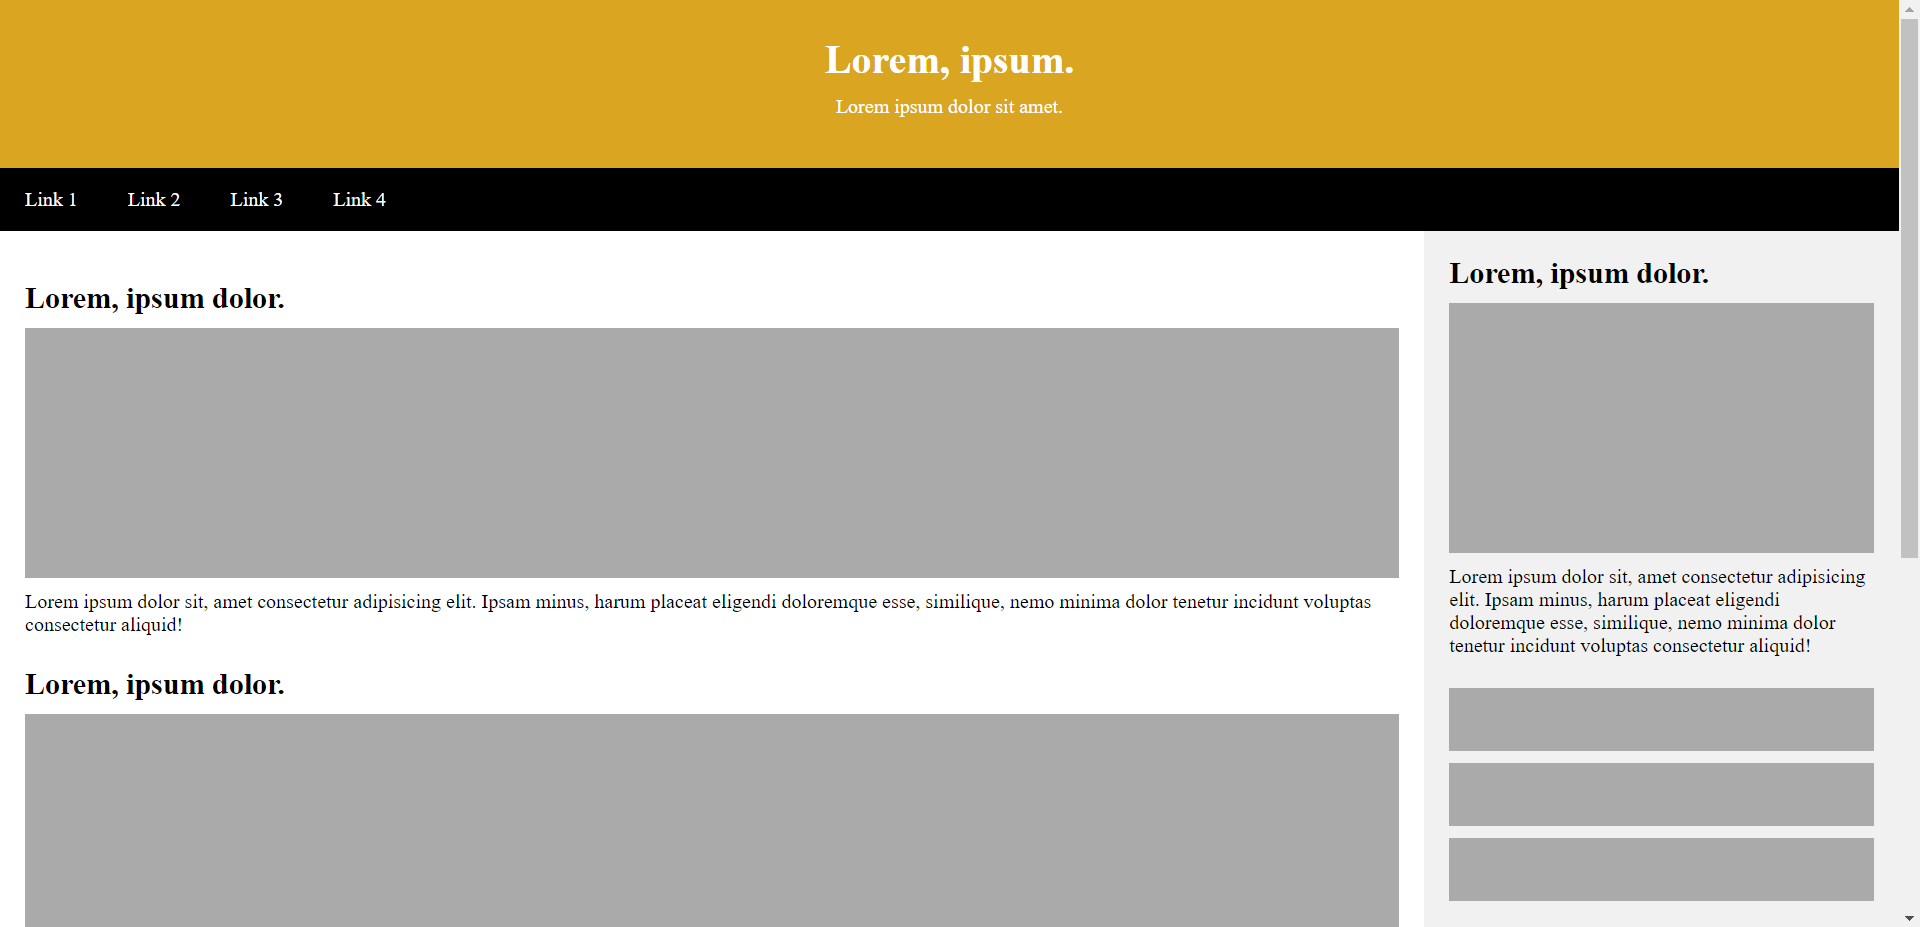 Lorem, ipsum.
Lorem ipsum dolor sit amet.
Link 1 Link 2 Link 3 Link 4
Lorem, ipsum dolor.
Lorem ipsum dolor sit, amet consectetur adipisicing elit. Ipsam minus, harum placeat eligendi doloremque esse, similique, nemo minima dolor tenetur incidunt voluptas
consectetur aliquid!
Lorem, ipsum dolor.
Lorem, ipsum dolor.
Lorem ipsum dolor sit, amet consectetur adipisicing
elit. Ipsam minus, harum placeat eligendi
doloremque esse, similique, nemo minima dolor
tenetur incidunt voluptas consectetur aliquid!